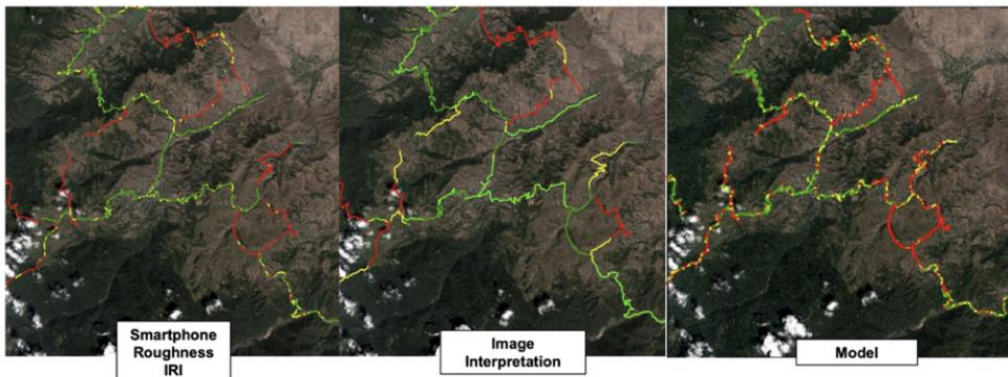 Smartphone
Roughness
IRI
Image
Interpretation
Model